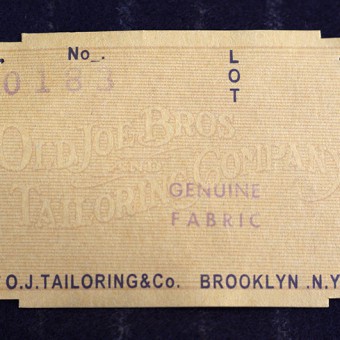 No.
LOT
0183
OLD JOE BROS
AND
TAILORING COMPANY
GENUINE
FABRIC
O.J.TAILORING&Co. BROOKLYN .N.Y